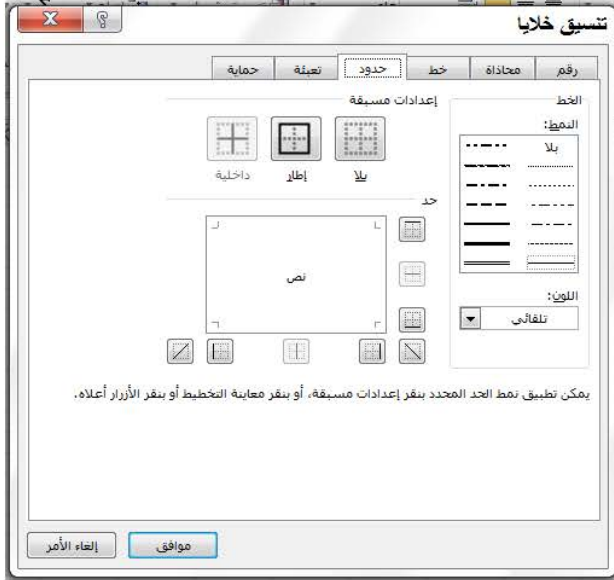 تنسيق خلايا
رقم
محاذاة
خط
حدود
تعبئة
حماية
الخط
النمط:
بلا
اللون:
تلقائي
إعدادات مسبقة
بلا
إطار
داخلية
حد
نص
يمكن تطبيق نمط الحد المحدد بنقر إعدادات مسبقة، أو بنقر معاينة التخطيط أو بنقر الأزرار أعلاه.
موافق
إلغاء الأمر